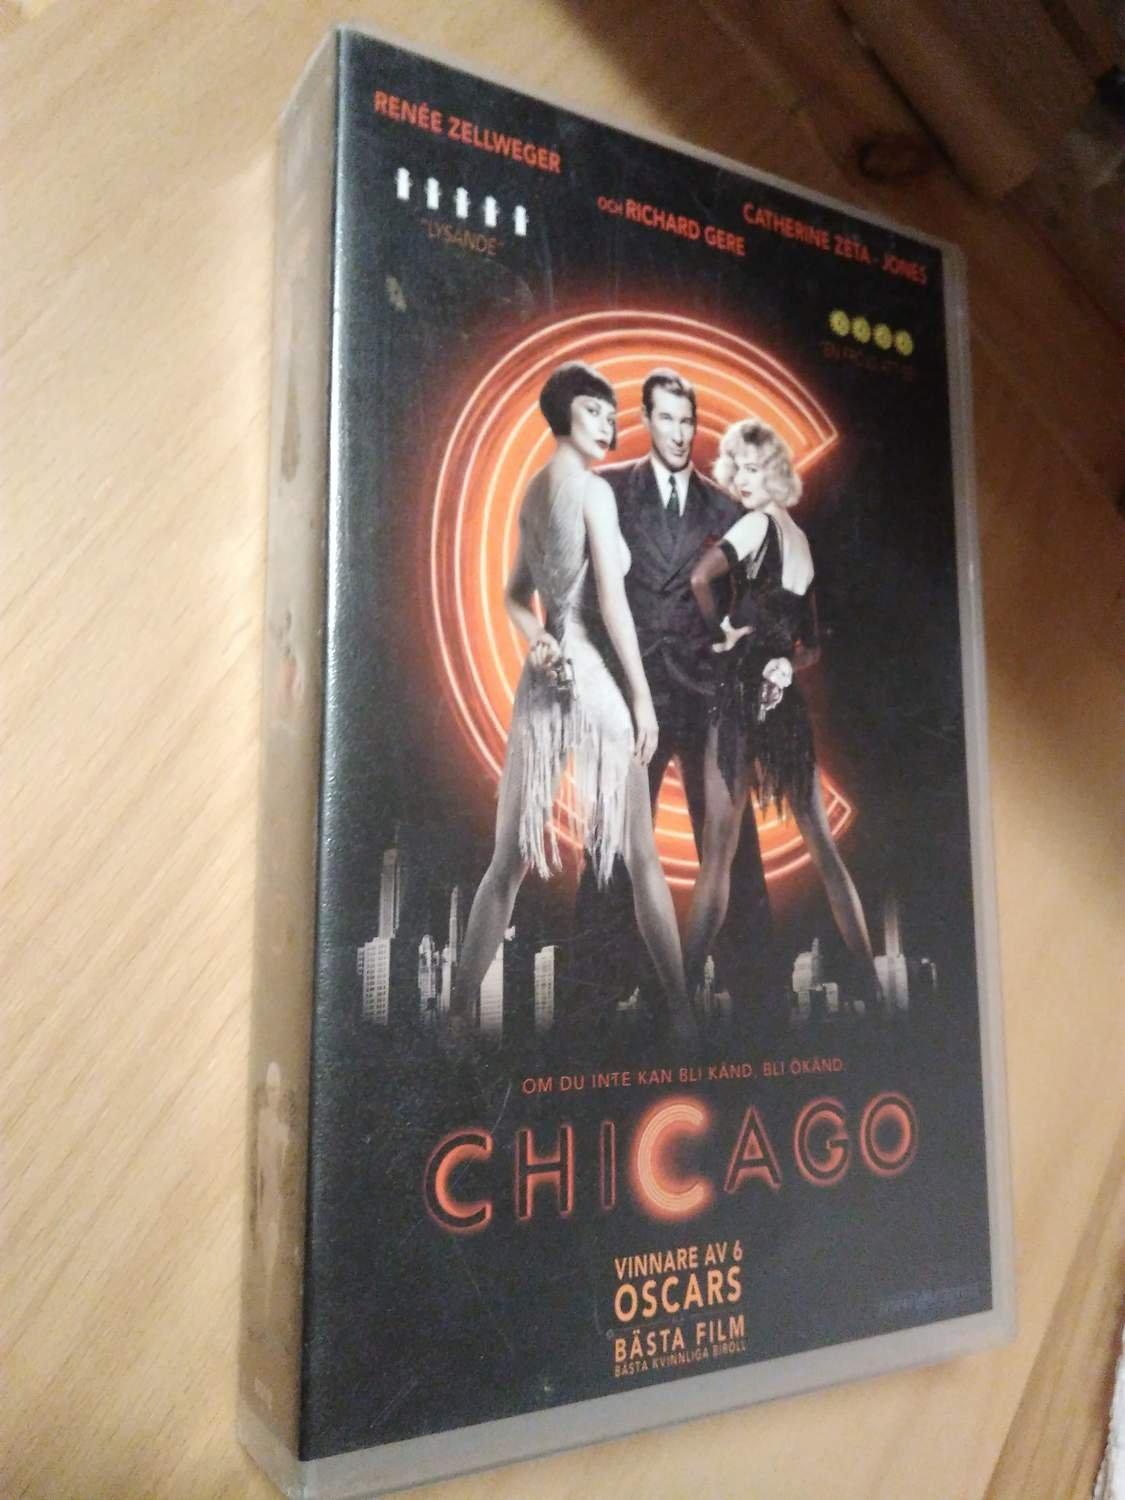 RENÉE ZELLWEGER
OCH RICHARD GERE
CATHERINE ZETA-JONES
"LYSANDE"
OM DU INTE KAN BLI KÄND, BLI ÖKÄND.
CHICAGO
VINNARE AV 6
OSCARS
BÄSTA FILM
BÄSTA KVINNLIGA BIROLL